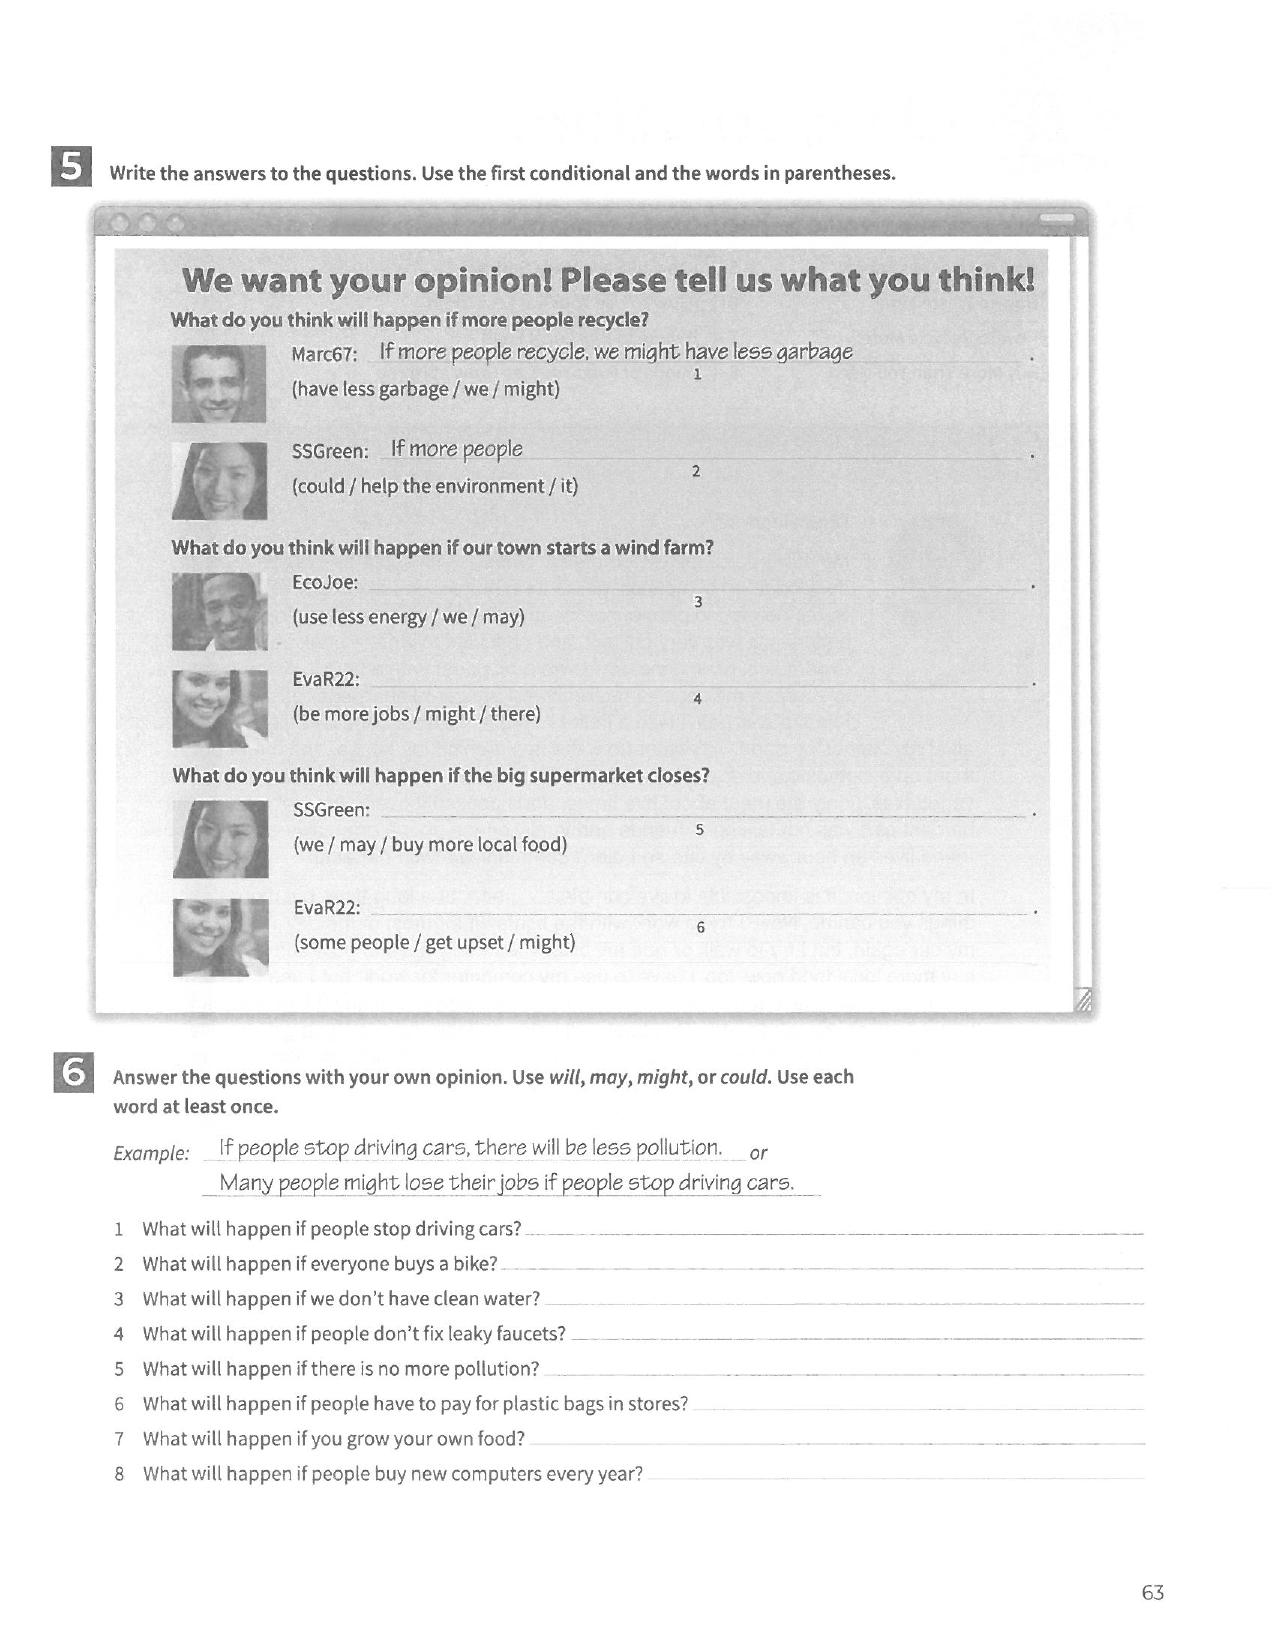 5 Write the answers to the questions. Use the first conditional and the words in parentheses.
We want your opinion! Please tell us what you think!
What do you think will happen if more people recycle?
Marc67: If more people recycle, we might have less garbage .
1
(have less garbage / we / might)
SSGreen: If more people .
2
(could / help the environment / it)
What do you think will happen if our town starts a wind farm?
EcoJoe: .
3
(use less energy / we / may)
EvaR22: .
4
(be more jobs / might / there)
What do you think will happen if the big supermarket closes?
SSGreen: .
5
(we / may / buy more local food)
EvaR22: .
6
(some people / get upset / might)
6 Answer the questions with your own opinion. Use will, may, might, or could. Use each
word at least once.
Example: If people stop driving cars, there will be less pollution. or
Many people might lose their jobs if people stop driving cars.
1 What will happen if people stop driving cars?
2 What will happen if everyone buys a bike?
3 What will happen if we don't have clean water?
4 What will happen if people don't fix leaky faucets?
5 What will happen if there is no more pollution?
6 What will happen if people have to pay for plastic bags in stores?
7 What will happen if you grow your own food?
8 What will happen if people buy new computers every year?
63